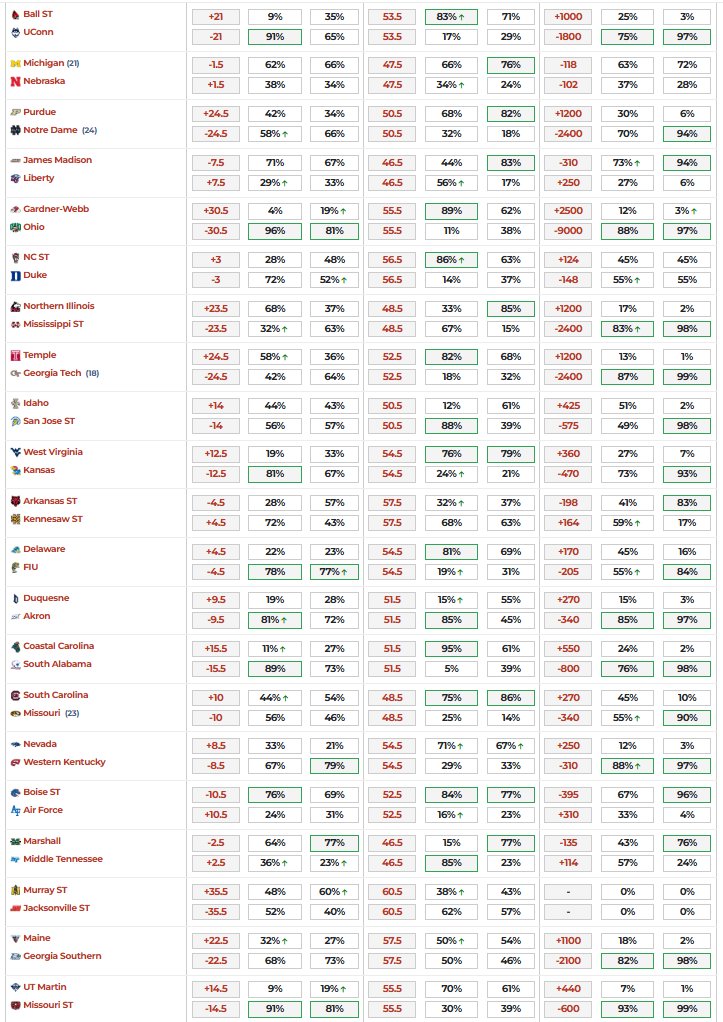 Ball ST +21 9% 35% 53.5 83%↑ 71% +1000 25% 3%
UConn -21 91% 65% 53.5 17% 29% -1800 75% 97%
Michigan (21) -1.5 62% 66% 47.5 66% 76% -118 63% 72%
Nebraska +1.5 38% 34% 47.5 34%↑ 24% -102 37% 28%
Purdue +24.5 42% 34% 50.5 68% 82% +1200 30% 6%
Notre Dame (24) -24.5 58%↑ 66% 50.5 32% 18% -2400 70% 94%
James Madison -7.5 71% 67% 46.5 44% 83% -310 73%↑ 94%
Liberty +7.5 29%↑ 33% 46.5 56%↑ 17% +250 27% 6%
Gardner-Webb +30.5 4% 19%↑ 55.5 89% 62% +2500 12% 3%↑
Ohio -30.5 96% 81% 55.5 11% 38% -9000 88% 97%
NC ST +3 28% 48% 56.5 86%↑ 63% +124 45% 45%
Duke -3 72% 52%↑ 56.5 14% 37% -148 55%↑ 55%
Northern Illinois +23.5 68% 37% 48.5 33% 85% +1200 17% 2%
Mississippi ST -23.5 32%↑ 63% 48.5 67% 15% -2400 83%↑ 98%
Temple +24.5 58%↑ 36% 52.5 82% 68% +1200 13% 1%
Georgia Tech (18) -24.5 42% 64% 52.5 18% 32% -2400 87% 99%
Idaho +14 44% 43% 50.5 12% 61% +425 51% 2%
San Jose ST -14 56% 57% 50.5 88% 39% -575 49% 98%
West Virginia +12.5 19% 33% 54.5 76% 79% +360 27% 7%
Kansas -12.5 81% 67% 54.5 24%↑ 21% -470 73% 93%
Arkansas ST -4.5 28% 57% 57.5 32%↑ 37% -198 41% 83%
Kennesaw ST +4.5 72% 43% 57.5 68% 63% +164 59%↑ 17%
Delaware +4.5 22% 23% 54.5 81% 69% +170 45% 16%
FIU -4.5 78% 77%↑ 54.5 19%↑ 31% -205 55%↑ 84%
Duquesne +9.5 19% 28% 51.5 15%↑ 55% +270 15% 3%
Akron -9.5 81%↑ 72% 51.5 85% 45% -340 85% 97%
Coastal Carolina +15.5 11%↑ 27% 51.5 95% 61% +550 24% 2%
South Alabama -15.5 89% 73% 51.5 5% 39% -800 76% 98%
South Carolina +10 44%↑ 54% 48.5 75% 86% +270 45% 10%
Missouri (23) -10 56% 46% 48.5 25% 14% -340 55%↑ 90%
Nevada +8.5 33% 21% 54.5 71%↑ 67%↑ +250 12% 3%
Western Kentucky -8.5 67% 79% 54.5 29% 33% -310 88%↑ 97%
Boise ST -10.5 76% 69% 52.5 84% 77% -395 67% 96%
Air Force +10.5 24% 31% 52.5 16%↑ 23% +310 33% 4%
Marshall -2.5 64% 77% 46.5 15% 77% -135 43% 76%
Middle Tennessee +2.5 36%↑ 23%↑ 46.5 85% 23% +114 57% 24%
Murray ST +35.5 48% 60%↑ 60.5 38%↑ 43% - 0% 0%
Jacksonville ST -35.5 52% 40% 60.5 62% 57% - 0% 0%
Maine +22.5 32%↑ 27% 57.5 50%↑ 54% +1100 18% 2%
Georgia Southern -22.5 68% 73% 57.5 50% 46% -2100 82% 98%
UT Martin +14.5 9% 19%↑ 55.5 70% 61% +440 7% 1%
Missouri ST -14.5 91% 81% 55.5 30% 39% -600 93% 99%